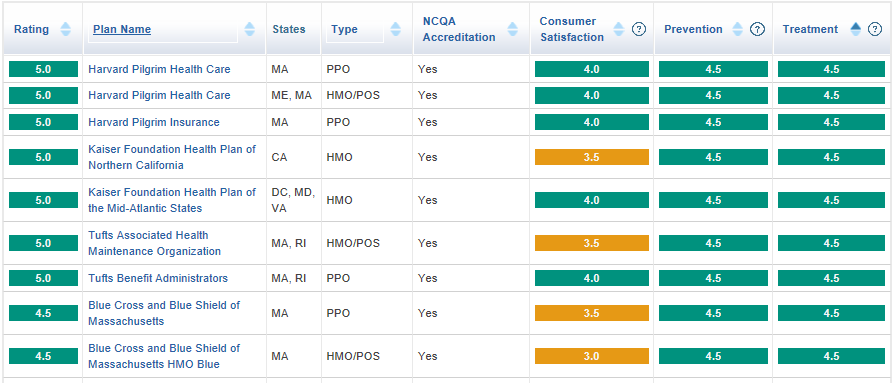 Rating Plan Name States Type NCQA Accreditation Consumer Satisfaction ? Prevention ? Treatment ?
5.0 Harvard Pilgrim Health Care MA PPO Yes 4.0 4.5 4.5
5.0 Harvard Pilgrim Health Care ME, MA HMO/POS Yes 4.0 4.5 4.5
5.0 Harvard Pilgrim Insurance MA PPO Yes 4.0 4.5 4.5
5.0 Kaiser Foundation Health Plan of Northern California CA HMO Yes 3.5 4.5 4.5
5.0 Kaiser Foundation Health Plan of the Mid-Atlantic States DC, MD, VA HMO Yes 4.0 4.5 4.5
5.0 Tufts Associated Health Maintenance Organization MA, RI HMO/POS Yes 3.5 4.5 4.5
5.0 Tufts Benefit Administrators MA, RI PPO Yes 4.0 4.5 4.5
4.5 Blue Cross and Blue Shield of Massachusetts MA PPO Yes 3.5 4.5 4.5
4.5 Blue Cross and Blue Shield of Massachusetts HMO Blue MA HMO/POS Yes 3.0 4.5 4.5